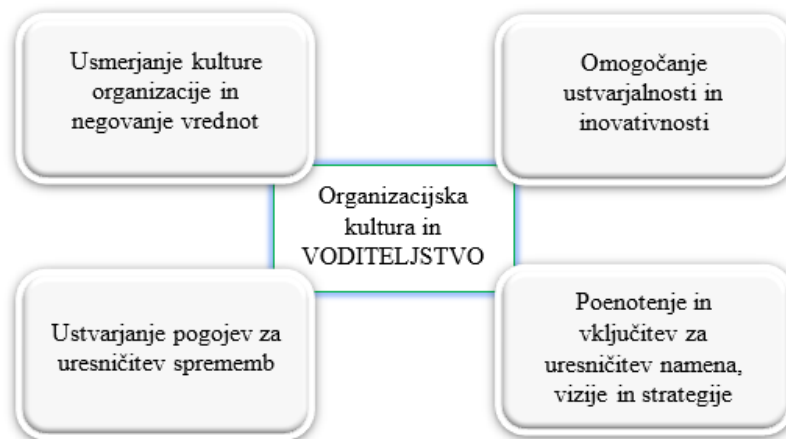 Usmerjanje kulture
organizacije in
negovanje vrednot
Omogočanje
ustvarjalnosti in
inovativnosti
Organizacijska
kultura in
VODITELJSTVO
Ustvarjanje pogojev za
uresničitev sprememb
Poenotenje in
vključitev za
uresničitev namena,
vizije in strategije